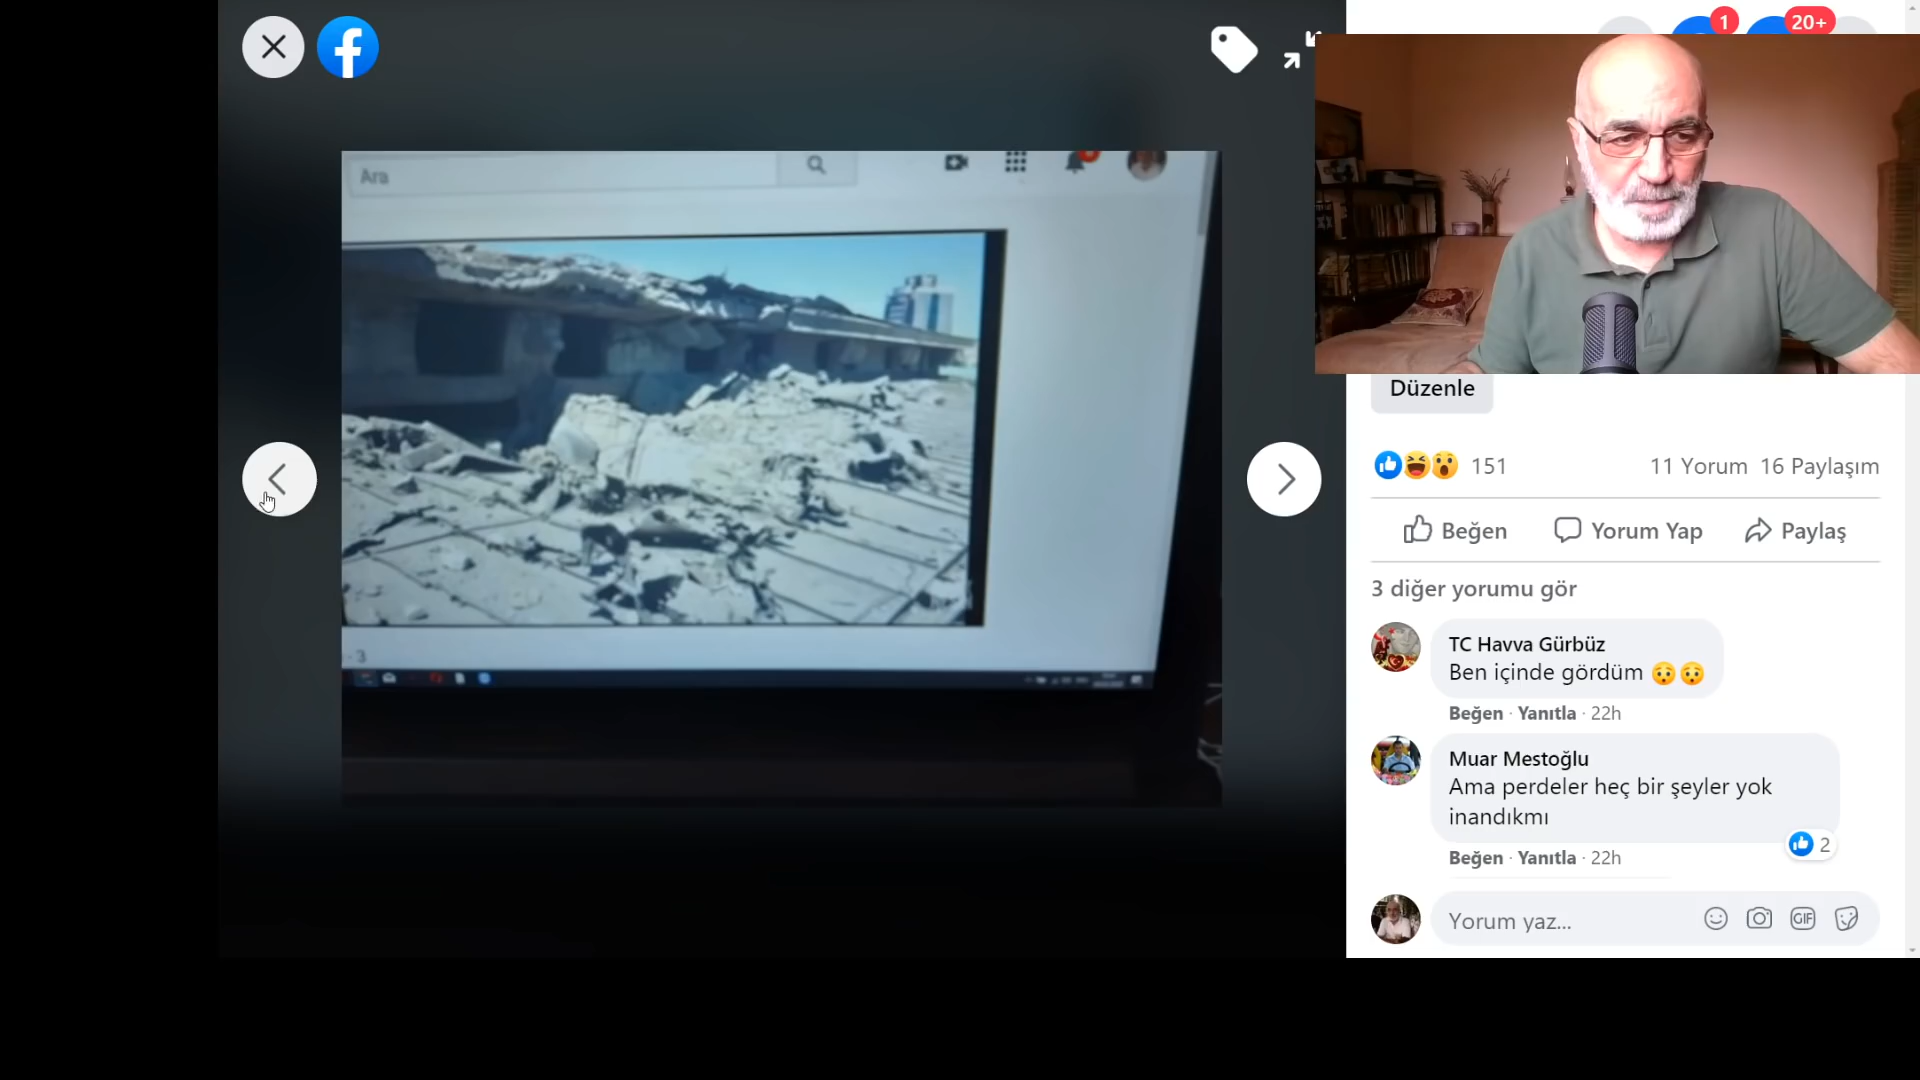 1
20+
Ara
Düzenle
151
11 Yorum 16 Paylaşım
Beğen
Yorum Yap
Paylaş
3 diğer yorumu gör
TC Havva Gürbüz
Ben içinde gördüm
Beğen · Yanıtla · 22h
Muar Mestoğlu
Ama perdeler heç bir şeyler yok
inandıkmı
2
Beğen · Yanıtla · 22h
Yorum yaz...
GIF